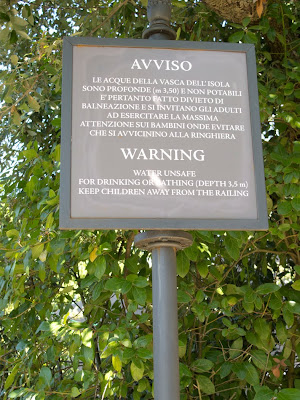 AVVISO
LE ACQUE DELLA VASCA DELL'ISOLA
SONO PROFONDE (m 3,50) E NON POTABILI
E' PERTANTO FATTO DIVIETO DI
BALNEAZIONE E SI INVITANO GLI ADULTI
AD ESERCITARE LA MASSIMA
ATTENZIONE SUI BAMBINI ONDE EVITARE
CHE SI AVVICININO ALLA RINGHIERA
WARNING
WATER UNSAFE
FOR DRINKING OR BATHING (DEPTH 3,5 m)
KEEP CHILDREN AWAY FROM THE RAILING